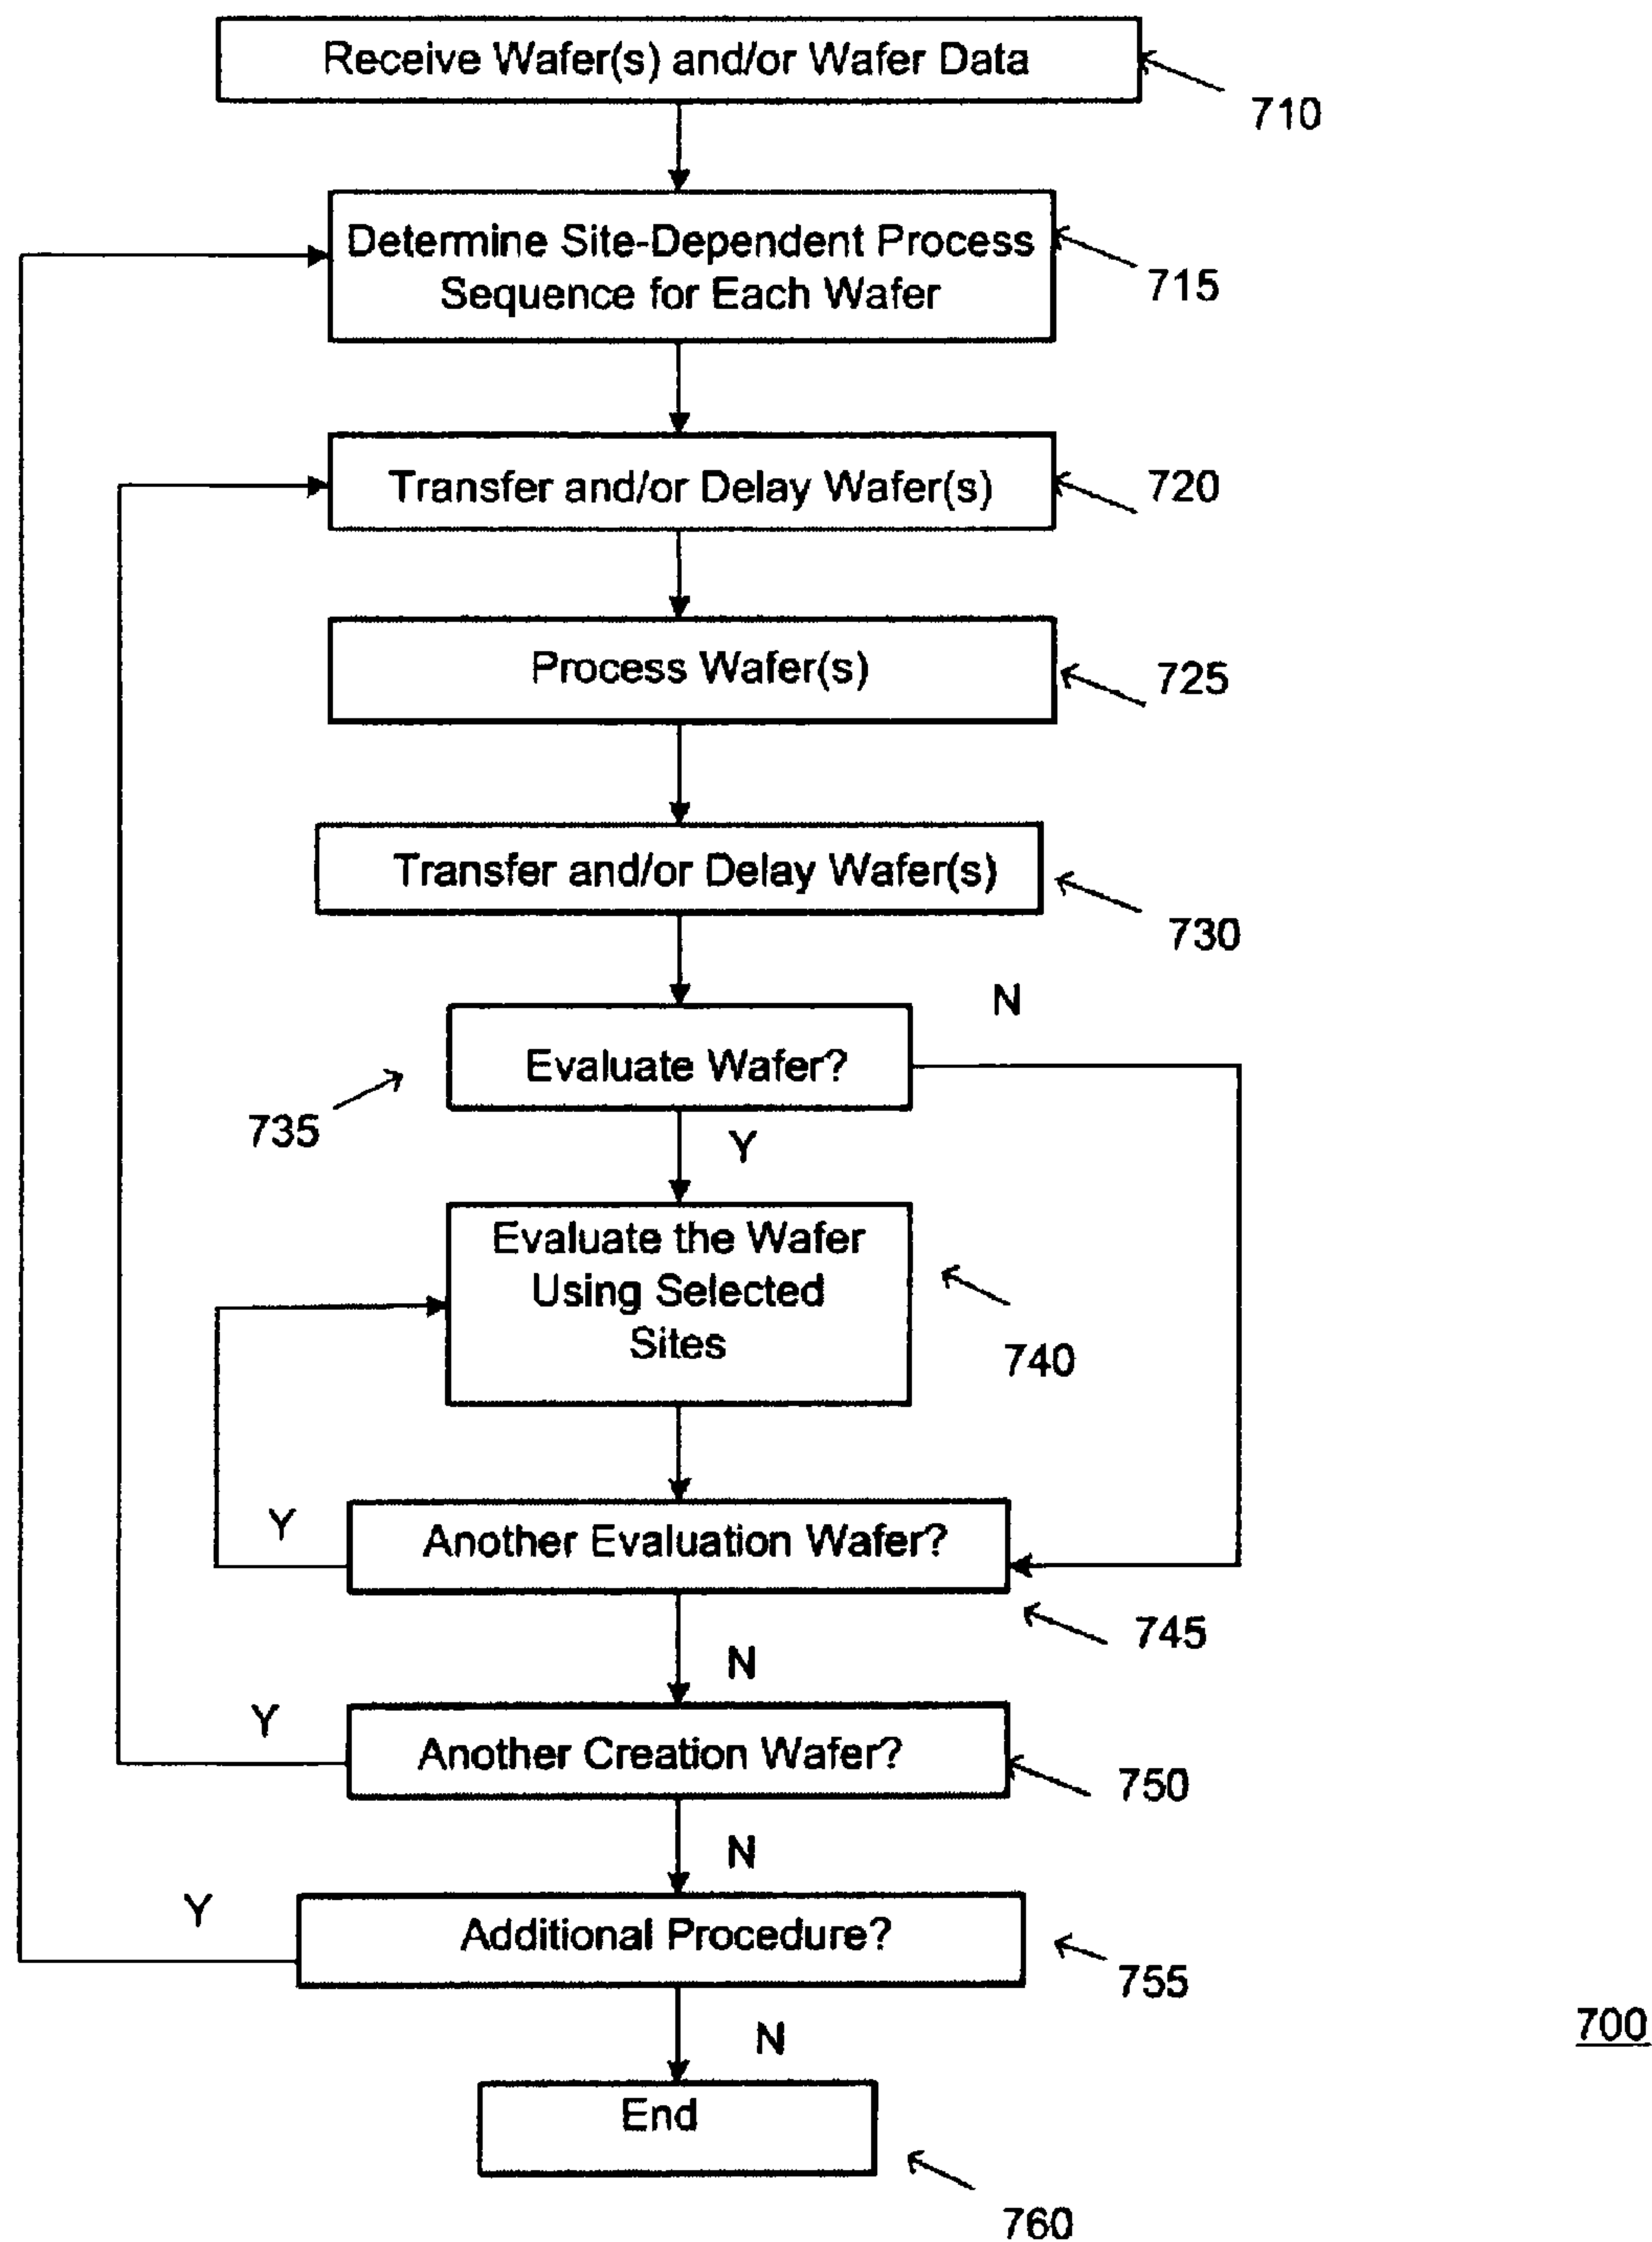 Receive Wafer(s) and/or Wafer Data
710
Determine Site-Dependent Process
Sequence for Each Wafer
715
Transfer and/or Delay Wafer(s)
720
Process Wafer(s)
725
Transfer and/or Delay Wafer(s)
730
N
Evaluate Wafer?
735
Y
Evaluate the Wafer
Using Selected
Sites
740
Y
Another Evaluation Wafer?
745
N
Y
Another Creation Wafer?
750
N
Y
Additional Procedure?
755
700
N
End
760